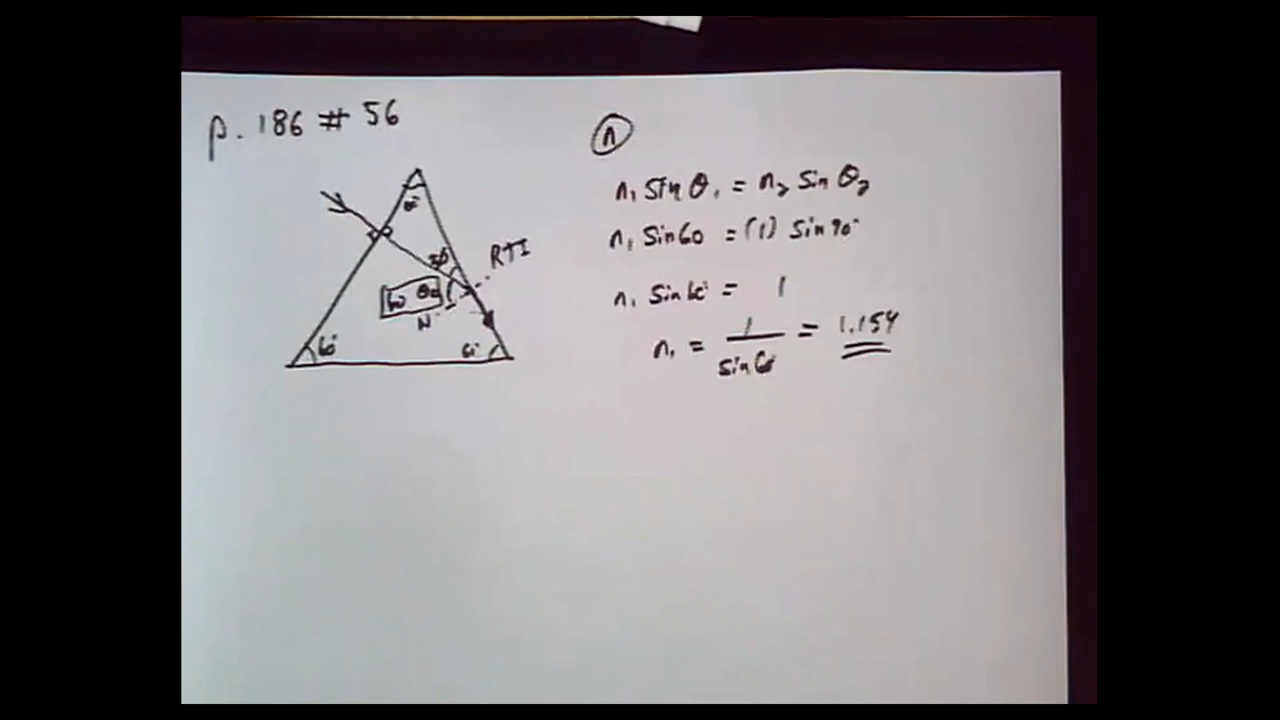 p. 186 # 56
n
n₁ sin θ₁ = n₂ sin θ₂
n₁ sin 60 = (1) sin 90°
n₁ sin 60° = 1
n₁ = 1 / sin 60° = 1.154
60°
30°
RTI
60° θc
N
60°
60°